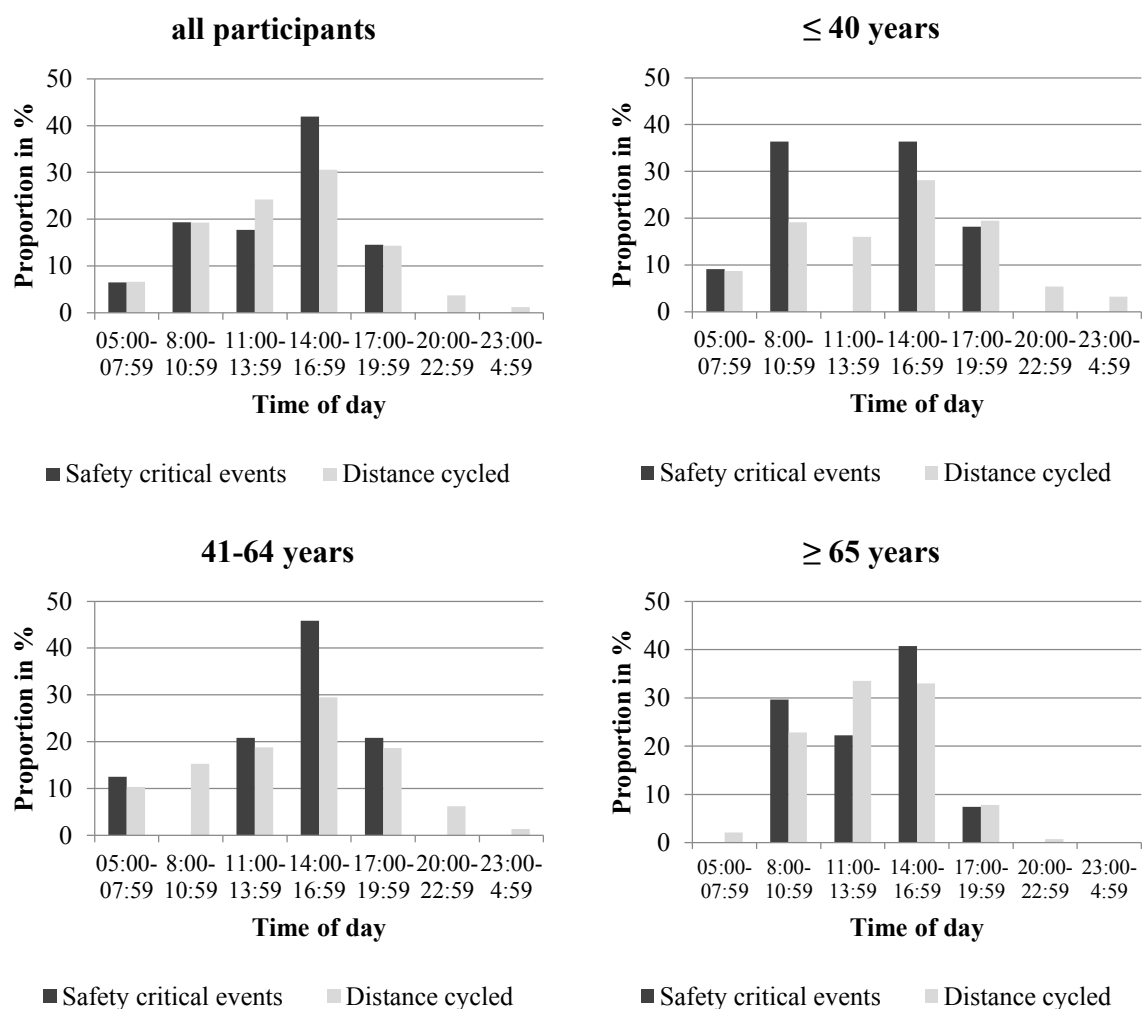 all participants
Proportion in %
50
40
30
20
10
0
05:00- 8:00- 11:00- 14:00- 17:00- 20:00- 23:00-
07:59 10:59 13:59 16:59 19:59 22:59 4:59
Time of day
Safety critical events Distance cycled
≤ 40 years
Proportion in %
50
40
30
20
10
0
05:00- 8:00- 11:00- 14:00- 17:00- 20:00- 23:00-
07:59 10:59 13:59 16:59 19:59 22:59 4:59
Time of day
Safety critical events Distance cycled
41-64 years
Proportion in %
50
40
30
20
10
0
05:00- 8:00- 11:00- 14:00- 17:00- 20:00- 23:00-
07:59 10:59 13:59 16:59 19:59 22:59 4:59
Time of day
Safety critical events Distance cycled
≥ 65 years
Proportion in %
50
40
30
20
10
0
05:00- 8:00- 11:00- 14:00- 17:00- 20:00- 23:00-
07:59 10:59 13:59 16:59 19:59 22:59 4:59
Time of day
Safety critical events Distance cycled